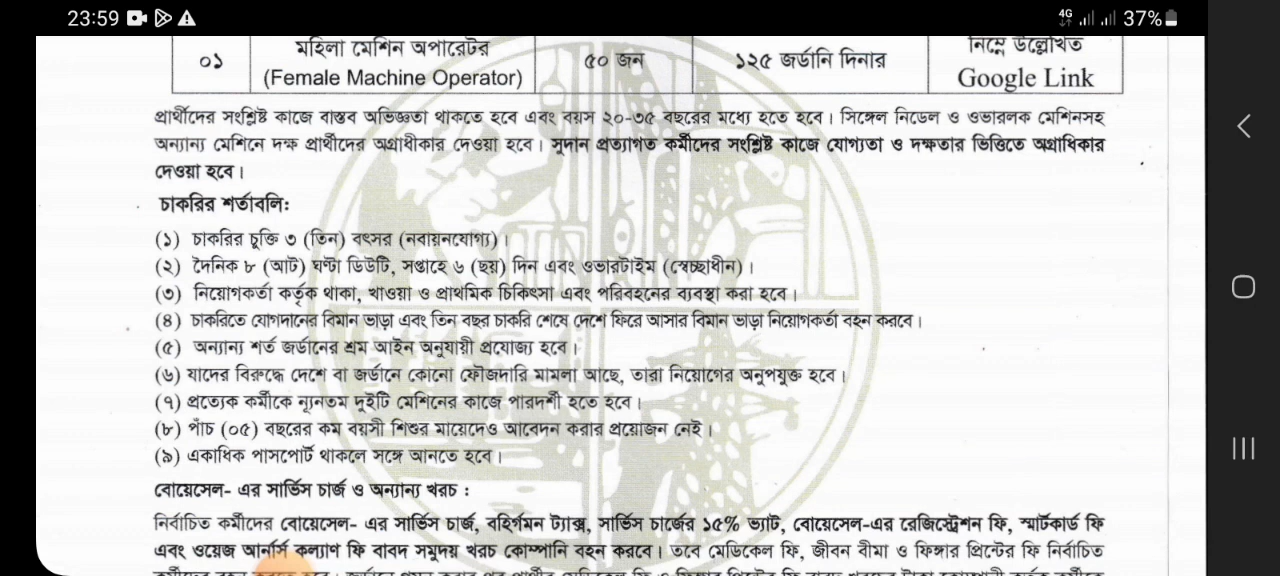 23:59
4G 37%
০১
মহিলা মেশিন অপারেটর
(Female Machine Operator)
৫০ জন
১২৫ জর্ডানি দিনার
নিম্নে উল্লেখিত
Google Link
প্রার্থীদের সংশ্লিষ্ট কাজে বাস্তব অভিজ্ঞতা থাকতে হবে এবং বয়স ২০-৩৫ বছরের মধ্যে হতে হবে। সিঙ্গেল নিডেল ও ওভারলক মেশিনসহ
অন্যান্য মেশিনে দক্ষ প্রার্থীদের অগ্রাধীকার দেওয়া হবে। সুদান প্রত্যাগত কর্মীদের সংশ্লিষ্ট কাজে যোগ্যতা ও দক্ষতার ভিত্তিতে অগ্রাধিকার
দেওয়া হবে।
চাকরির শর্তাবলি:
(১) চাকরির চুক্তি ৩ (তিন) বৎসর (নবায়নযোগ্য)।
(২) দৈনিক ৮ (আট) ঘণ্টা ডিউটি, সপ্তাহে ৬ (ছয়) দিন এবং ওভারটাইম (স্বেচ্ছাধীন)।
(৩) নিয়োগকর্তা কর্তৃক থাকা, খাওয়া ও প্রাথমিক চিকিৎসা এবং পরিবহনের ব্যবস্থা করা হবে।
(৪) চাকরিতে যোগদানের বিমান ভাড়া এবং তিন বছর চাকরি শেষে দেশে ফিরে আসার বিমান ভাড়া নিয়োগকর্তা বহন করবে।
(৫) অন্যান্য শর্ত জর্ডানের শ্রম আইন অনুযায়ী প্রযোজ্য হবে।
(৬) যাদের বিরুদ্ধে দেশে বা জর্ডানে কোনো ফৌজদারি মামলা আছে, তারা নিয়োগের অনুপযুক্ত হবে।
(৭) প্রত্যেক কর্মীকে ন্যূনতম দুইটি মেশিনের কাজে পারদর্শী হতে হবে।
(৮) পাঁচ (০৫) বছরের কম বয়সী শিশুর মায়েদেও আবেদন করার প্রয়োজন নেই।
(৯) একাধিক পাসপোর্ট থাকলে সঙ্গে আনতে হবে।
বোয়েসেল- এর সার্ভিস চার্জ ও অন্যান্য খরচ :
নির্বাচিত কর্মীদের বোয়েসেল- এর সার্ভিস চার্জ, বহির্গমন ট্যাক্স, সার্ভিস চার্জের ১৫% ভ্যাট, বোয়েসেল-এর রেজিস্ট্রেশন ফি, স্মার্টকার্ড ফি
এবং ওয়েজ আর্নার্স কল্যাণ ফি বাবদ সমুদয় খরচ কোম্পানি বহন করবে। তবে মেডিকেল ফি, জীবন বীমা ও ফিঙ্গার প্রিন্টের ফি নির্বাচিত